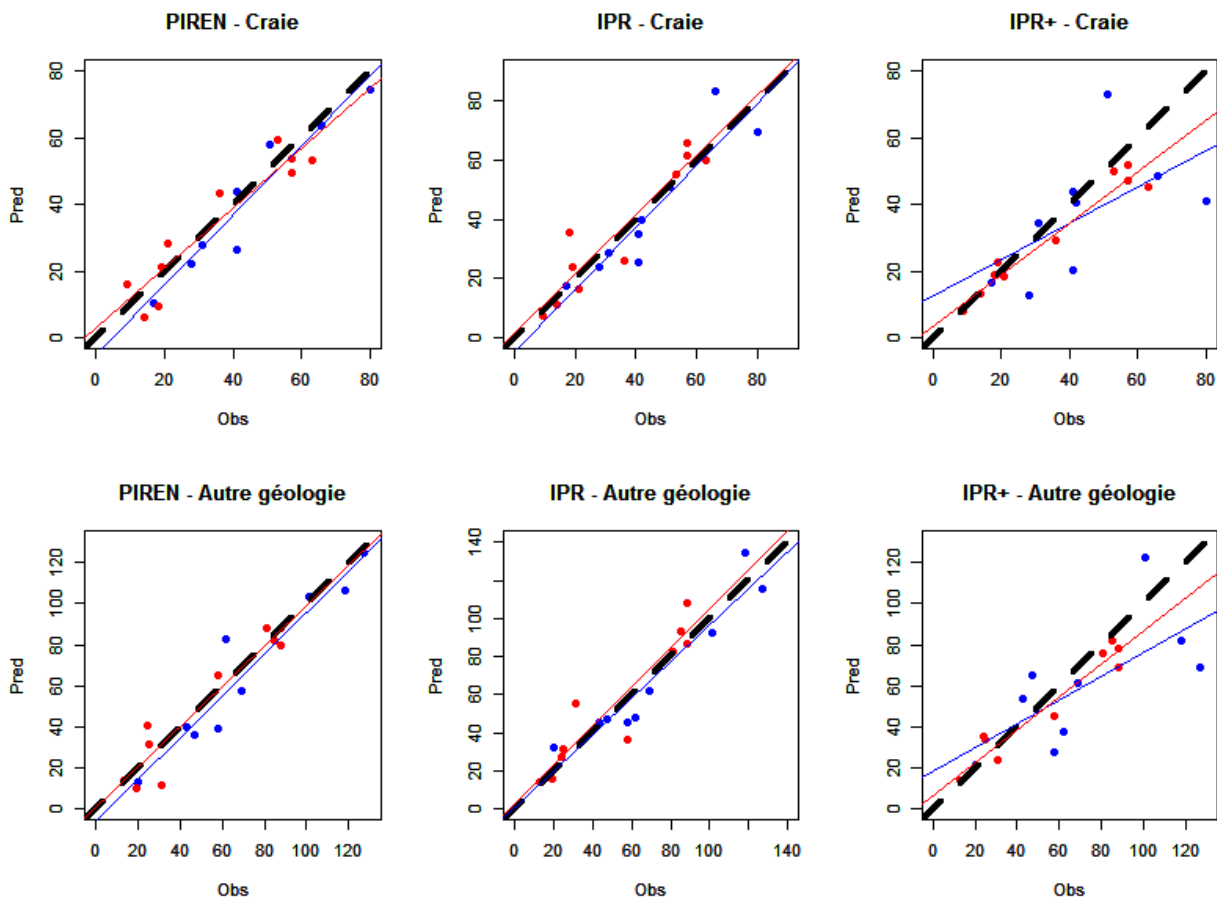 PIREN - Craie
IPR - Craie
IPR+ - Craie
Pred
80
60
40
20
0
0 20 40 60 80
Obs
Pred
80
60
40
20
0
0 20 40 60 80
Obs
Pred
80
60
40
20
0
0 20 40 60 80
Obs
PIREN - Autre géologie
IPR - Autre géologie
IPR+ - Autre géologie
Pred
120
100
80
60
40
20
0
0 20 40 60 80 100 120
Obs
Pred
140
100
80
60
40
20
0
0 20 40 60 80 100 140
Obs
Pred
120
100
80
60
40
20
0
0 20 40 60 80 100 120
Obs